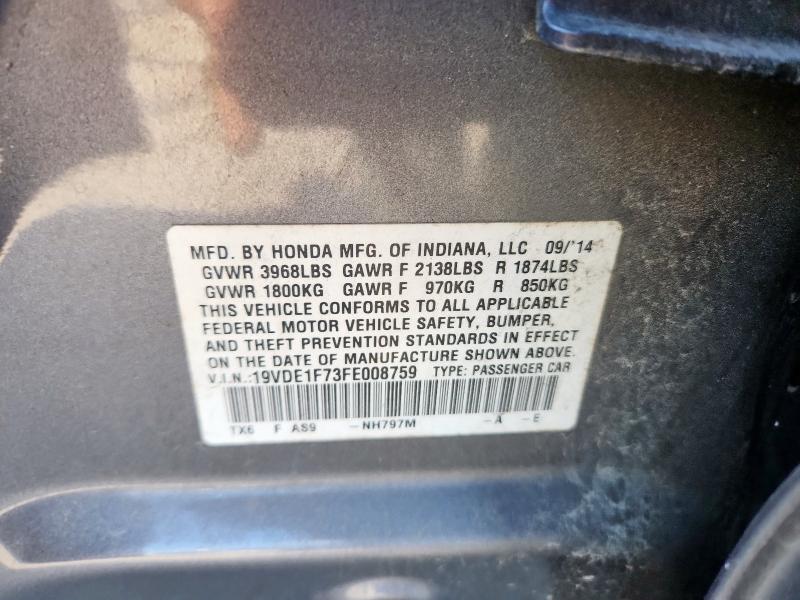 MFD. BY HONDA MFG. OF INDIANA, LLC 09/'14
GVWR 3968LBS GAWR F 2138LBS R 1874LBS
GVWR 1800KG GAWR F 970KG R 850KG
THIS VEHICLE CONFORMS TO ALL APPLICABLE
FEDERAL MOTOR VEHICLE SAFETY, BUMPER,
AND THEFT PREVENTION STANDARDS IN EFFECT
ON THE DATE OF MANUFACTURE SHOWN ABOVE.
V.I.N.:19VDE1F73FE008759 TYPE: PASSENGER CAR
TX6 F AS9 -NH797M -A -E